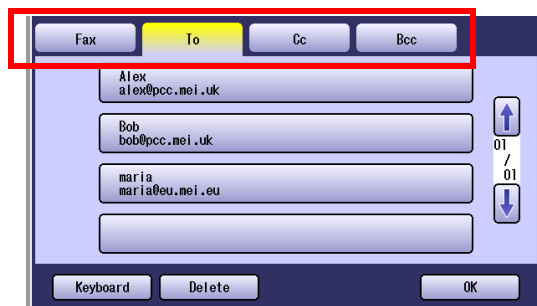 Fax To Cc Bcc
Alex
alex@pcc.mei.uk
Bob
bob@pcc.mei.uk
maria
maria@eu.mei.eu
01
/
01
Keyboard Delete OK